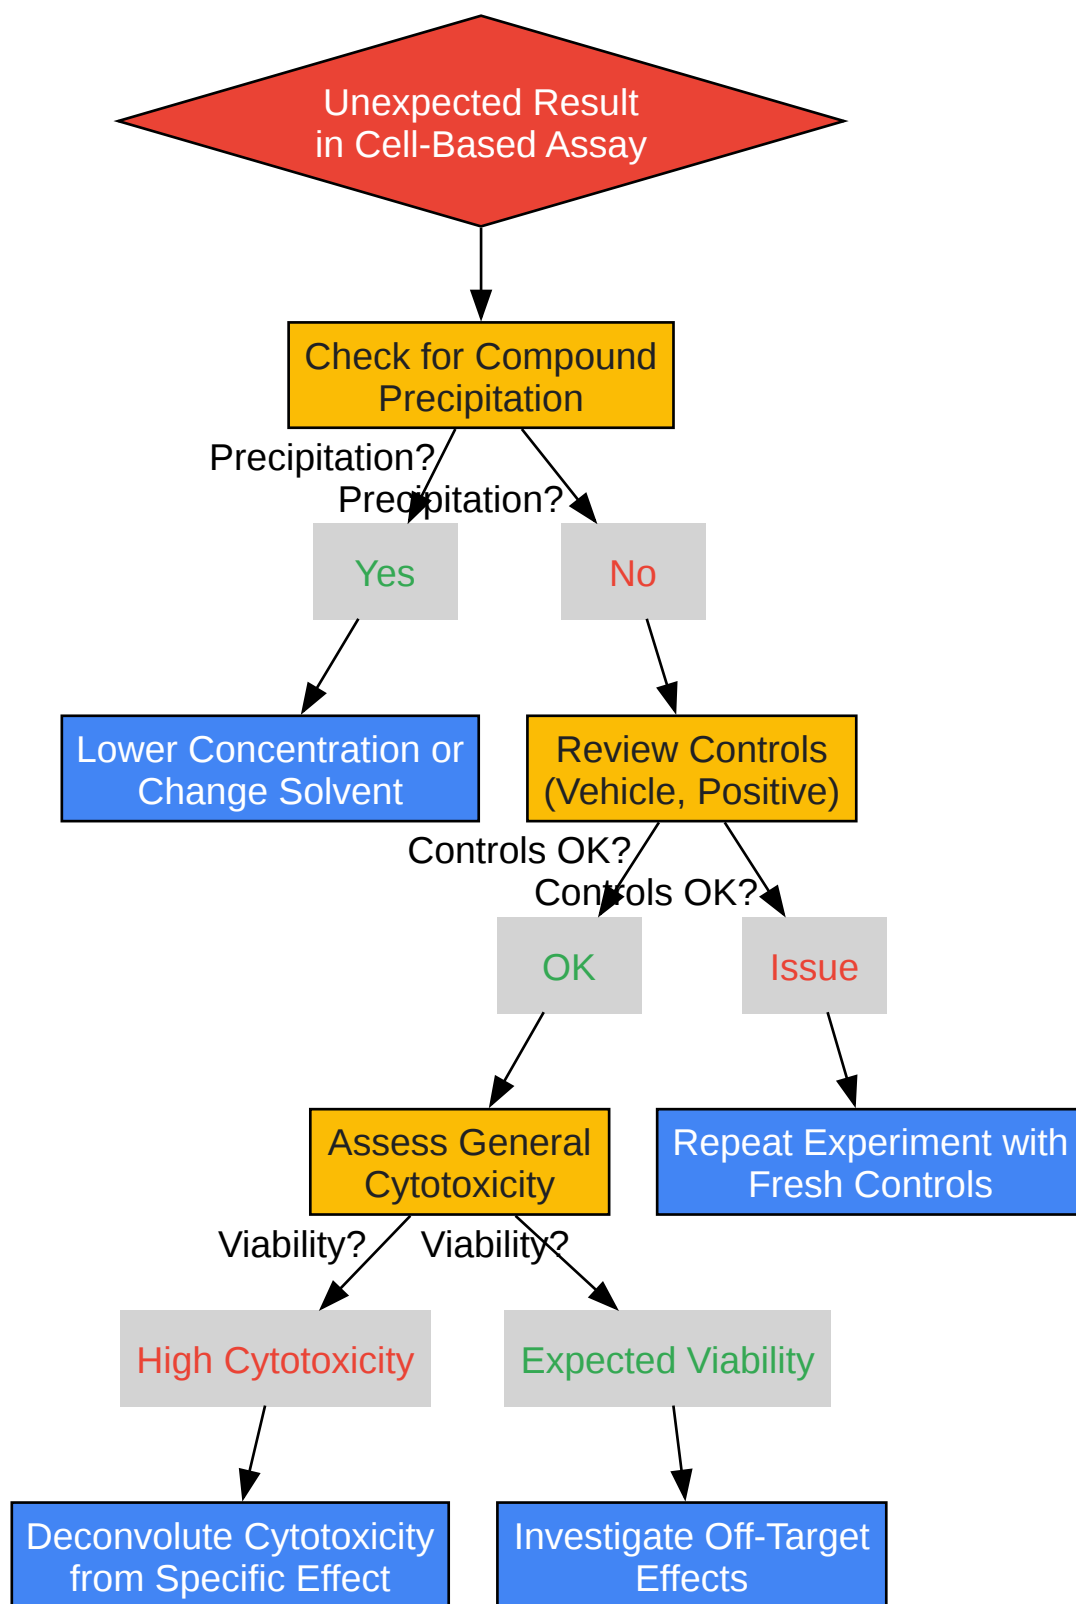 Unexpected Result
in Cell-Based Assay
Check for Compound
Precipitation
Precipitation?
Precipitation?
Yes
No
Lower Concentration or
Change Solvent
Review Controls
(Vehicle, Positive)
Controls OK?
Controls OK?
OK
Issue
Assess General
Cytotoxicity
Repeat Experiment with
Fresh Controls
Viability?
Viability?
High Cytotoxicity
Expected Viability
Deconvolute Cytotoxicity
from Specific Effect
Investigate Off-Target
Effects